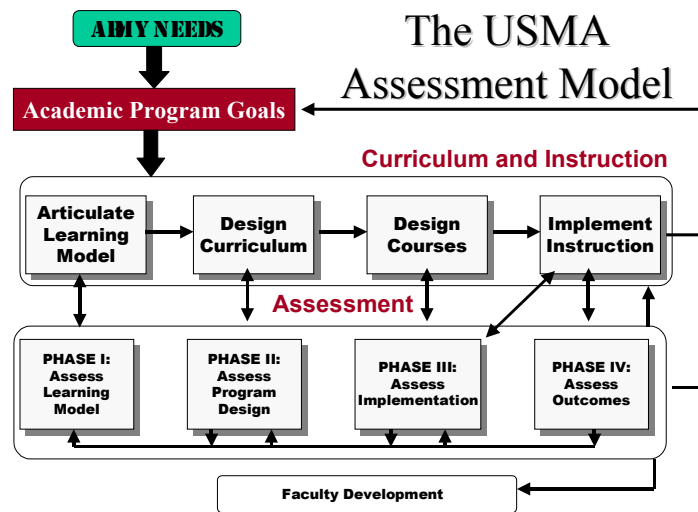 ARMY NEEDS
The USMA
Assessment Model
Academic Program Goals
Curriculum and Instruction
Articulate
Learning
Model
Design
Curriculum
Design
Courses
Implement
Instruction
Assessment
PHASE I:
Assess
Learning
Model
PHASE II:
Assess
Program
Design
PHASE III:
Assess
Implementation
PHASE IV:
Assess
Outcomes
Faculty Development